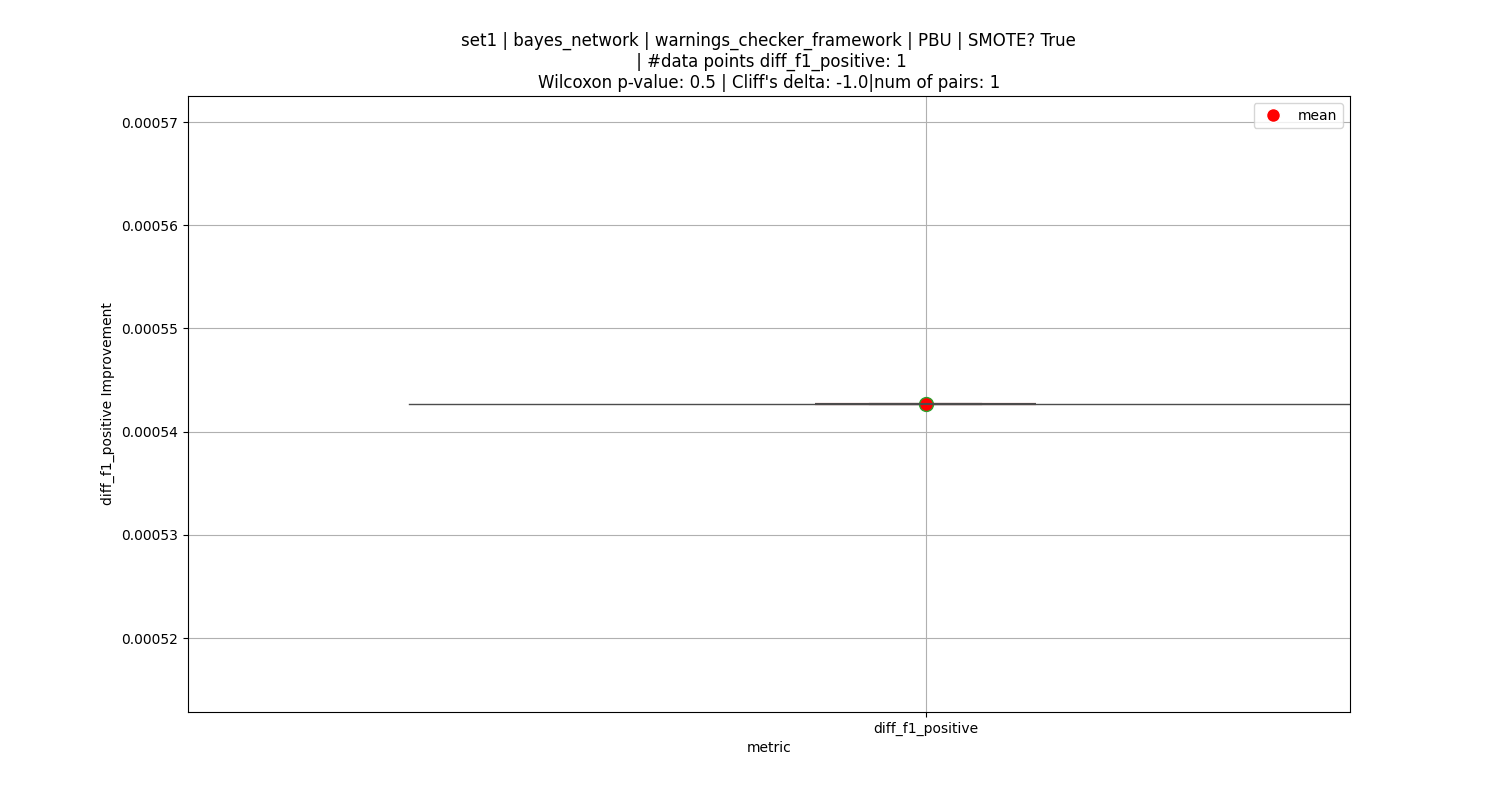 set1 | bayes_network | warnings_checker_framework | PBU | SMOTE? True
| #data points diff_f1_positive: 1
Wilcoxon p-value: 0.5 | Cliff's delta: -1.0|num of pairs: 1
mean
0.00057
0.00056
0.00055
0.00054
0.00053
0.00052
diff_f1_positive Improvement
diff_f1_positive
metric